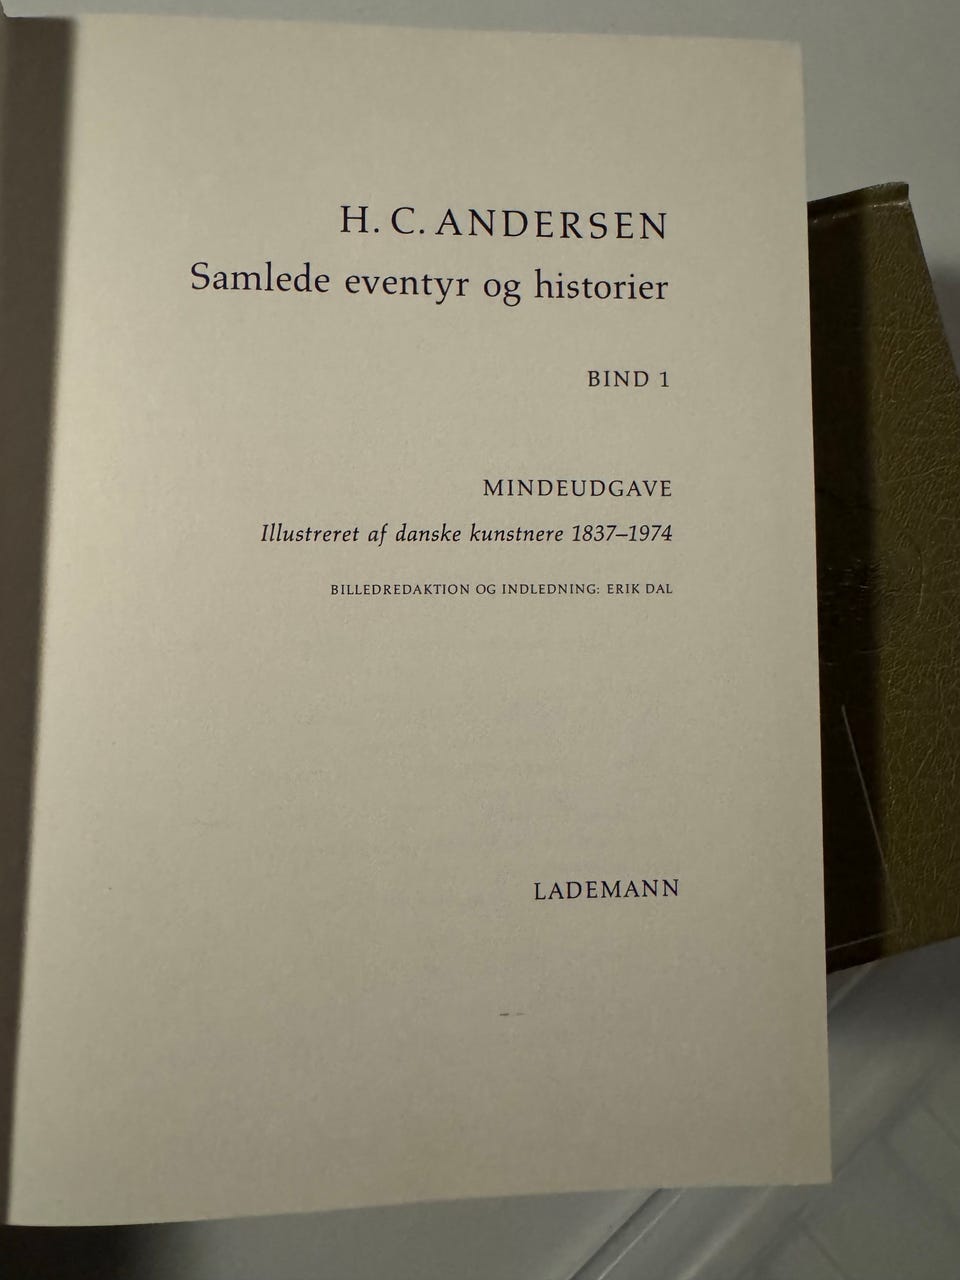 H. C. ANDERSEN
Samlede eventyr og historier
BIND 1
MINDEUDGAVE
Illustreret af danske kunstnere 1837–1974
BILLEDREDAKTION OG INDLEDNING: ERIK DAL
LADEMANN